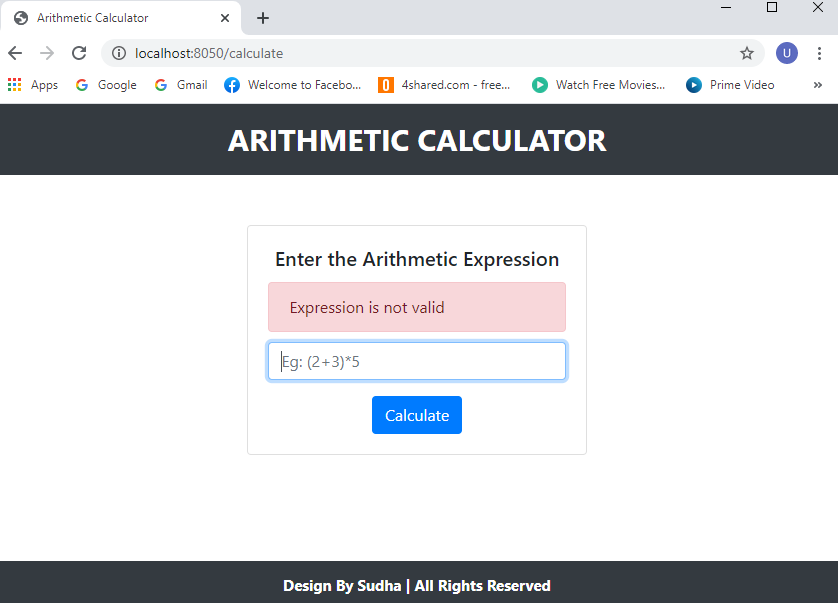 Arithmetic Calculator
localhost:8050/calculate
U
Apps Google Gmail Welcome to Facebo... 4shared.com - free... Watch Free Movies... Prime Video »
ARITHMETIC CALCULATOR
Enter the Arithmetic Expression
Expression is not valid
Eg: (2+3)*5
Calculate
Design By Sudha | All Rights Reserved